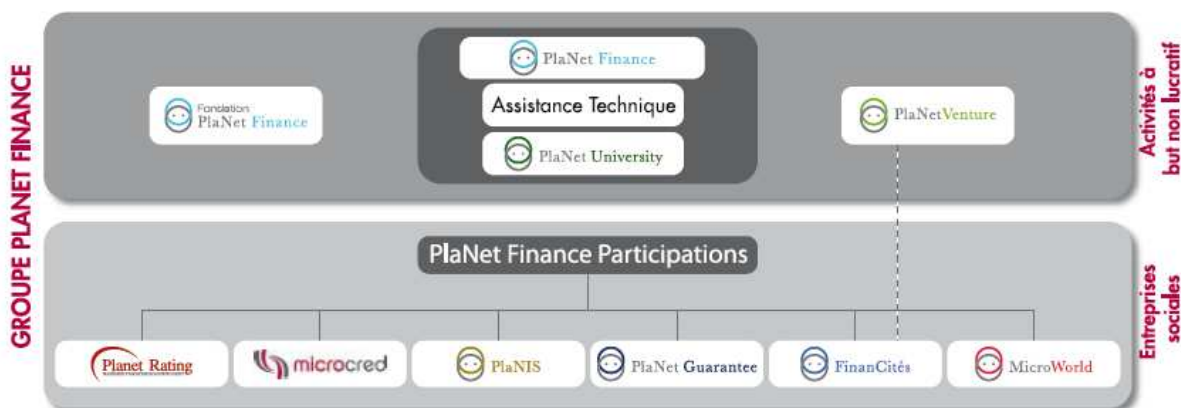 GROUPE PLANET FINANCE
PlaNet Finance
Fondation
PlaNet Finance
Assistance Technique
PlaNetVenture
PlaNet University
Activités à
but non lucratif
PlaNet Finance Participations
Planet Rating
microcred
PlaNIS
PlaNet Guarantee
FinanCités
MicroWorld
Entreprises
sociales